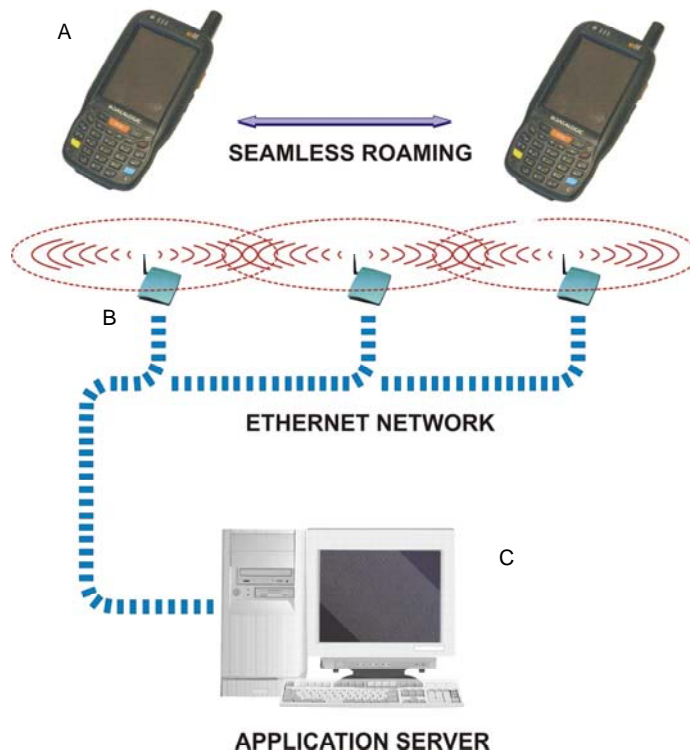 A
SEAMLESS ROAMING
B
ETHERNET NETWORK
C
APPLICATION SERVER